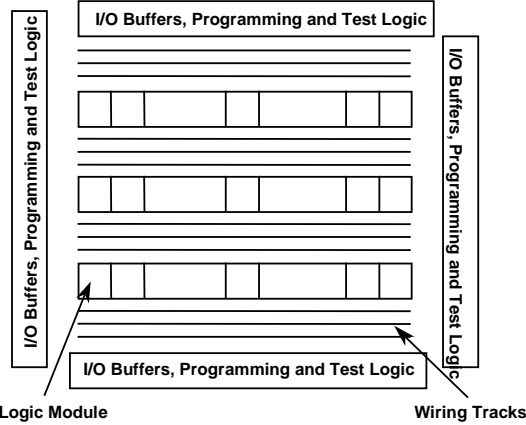 I/O Buffers, Programming and Test Logic
I/O Buffers, Programming and Test Logic
I/O Buffers, Programming and Test Logic
I/O Buffers, Programming and Test Logic
Logic Module
Wiring Tracks